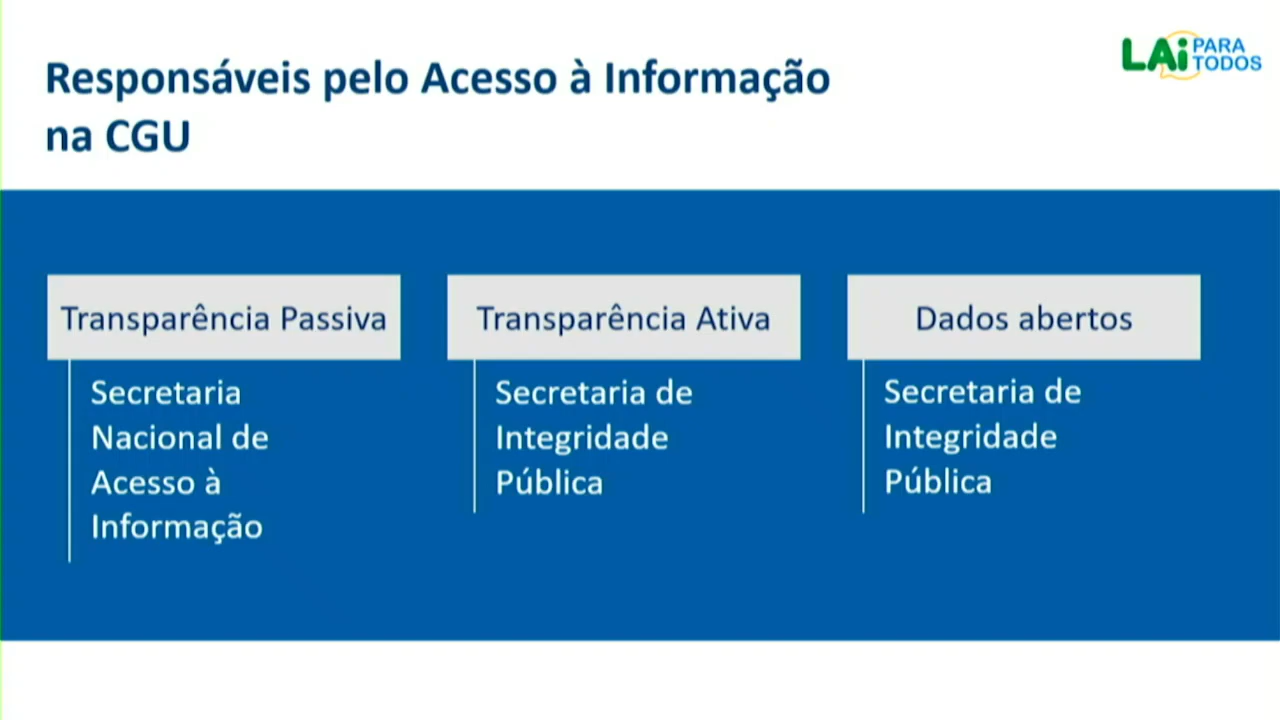 Responsáveis pelo Acesso à Informação
na CGU
LAi PARA
TODOS
Transparência Passiva
Secretaria
Nacional de
Acesso à
Informação
Transparência Ativa
Secretaria de
Integridade
Pública
Dados abertos
Secretaria de
Integridade
Pública